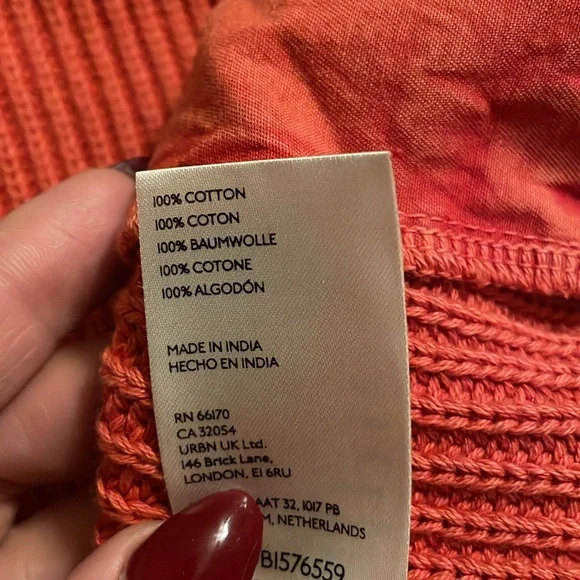 100% COTTON
100% COTON
100% BAUMWOLLE
100% COTONE
100% ALGODÓN
MADE IN INDIA
HECHO EN INDIA
RN 66170
CA 32054
URBN UK Ltd.
146 Brick Lane,
LONDON, E1 6RU
32, 1017 PB
NETHERLANDS
BI576559